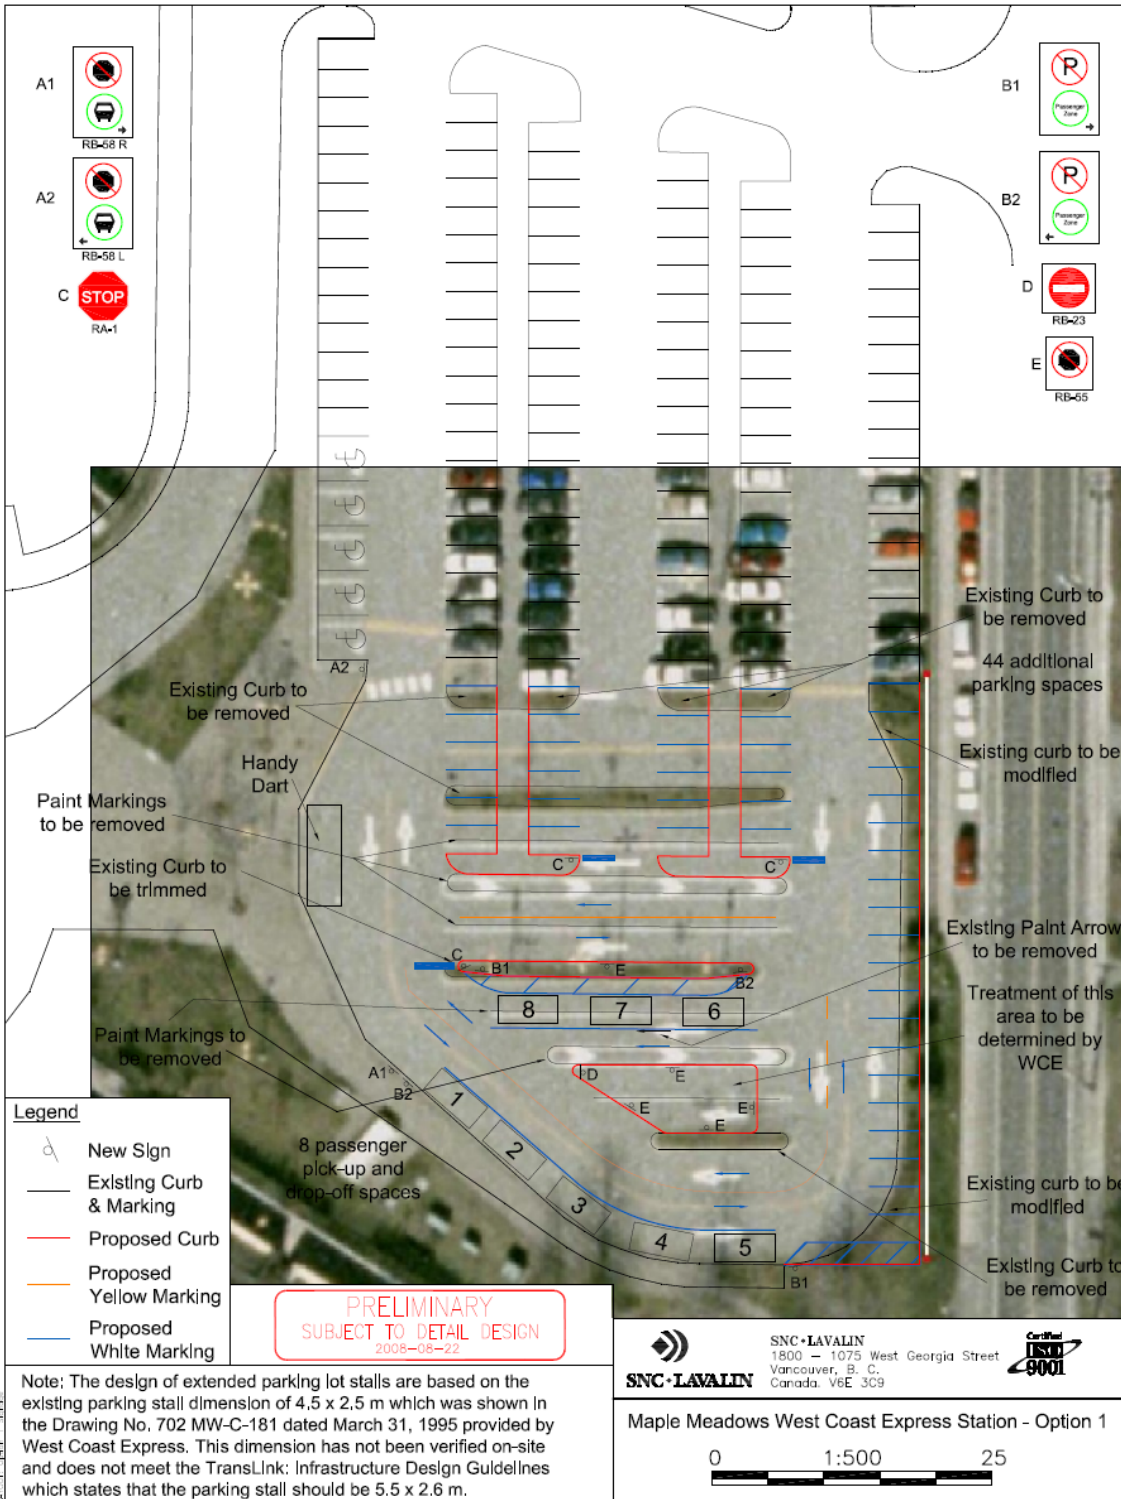 A1
RB-58 R
A2
RB-58 L
C
STOP
RA-1
B1
P
Passenger
Zone
B2
P
Passenger
Zone
D
RB-23
E
RB-55
Existing Curb to
be removed
44 additional
parking spaces
A2
Existing Curb to
be removed
Existing curb to be
modified
Handy
Dart
Paint Markings
to be removed
Existing Curb to
be trimmed
C
C
Existing Paint Arrow
to be removed
C
B1
E
B2
Treatment of this
area to be
determined by
WCE
8
7
6
Paint Markings to
be removed
A1
B2
D
E
E
E
E
1
2
3
4
5
8 passenger
pick-up and
drop-off spaces
Existing curb to be
modified
Existing Curb to
be removed
B1
Legend
New Sign
Existing Curb
& Marking
Proposed Curb
Proposed
Yellow Marking
Proposed
White Marking
PRELIMINARY
SUBJECT TO DETAIL DESIGN
2008-08-22
SNC•LAVALIN
SNC•LAVALIN
1800 – 1075 West Georgia Street
Vancouver, B. C.
Canada. V6E 3C9
Certified
ISO
9001
Note: The design of extended parking lot stalls are based on the
existing parking stall dimension of 4.5 x 2.5 m which was shown in
the Drawing No. 702 MW-C-181 dated March 31, 1995 provided by
West Coast Express. This dimension has not been verified on-site
and does not meet the TransLink: Infrastructure Design Guidelines
which states that the parking stall should be 5.5 x 2.6 m.
Maple Meadows West Coast Express Station - Option 1
0
1:500
25